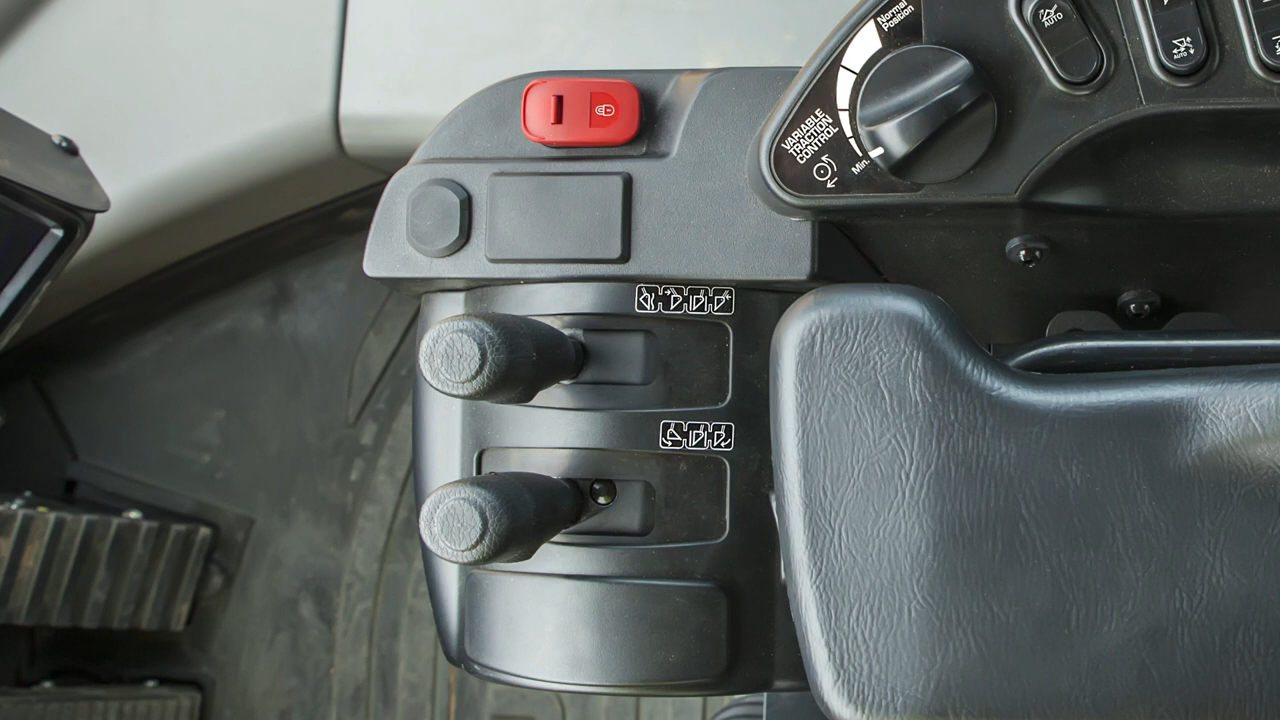 Normal
Position
AUTO
AUTO
VARIABLE
TRACTION
CONTROL
Min.